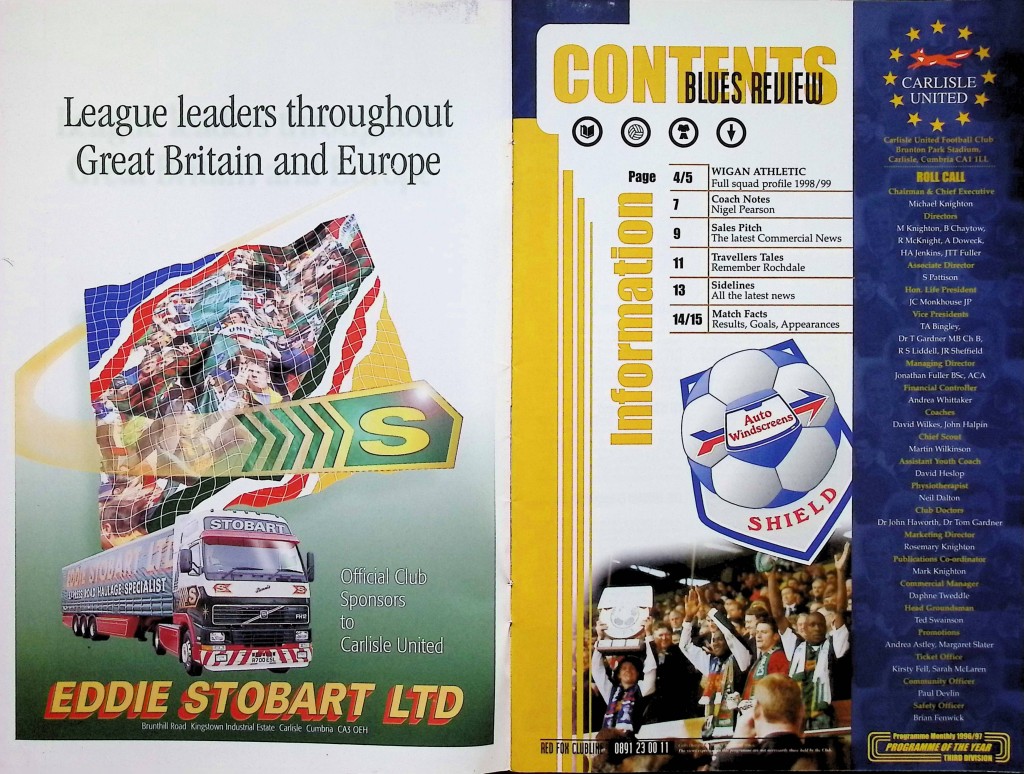 League leaders throughout
Great Britain and Europe
UNITED
S
STOBART
EDDIE STOBART
EXPRESS ROAD HAULAGE SPECIALIST
Official Club
Sponsors
to
Carlisle United
EDDIE STOBART LTD
Brunthill Road Kingstown Industrial Estate Carlisle Cumbria CA3 OEH
CONTENTS
BLUES REVIEW
Information
Page 4/5 WIGAN ATHLETIC
Full squad profile 1998/99
7 Coach Notes
Nigel Pearson
9 Sales Pitch
The latest Commercial News
11 Travellers Tales
Remember Rochdale
13 Sidelines
All the latest news
14/15 Match Facts
Results, Goals, Appearances
Auto
Windscreens
SHIELD
0891 23 00 11
CARLISLE
UNITED
Carlisle United Football Club
Brunton Park Stadium,
Carlisle, Cumbria CA1 1LL
ROLL CALL
Chairman & Chief Executive
Michael Knighton
Directors
M Knighton, B Chaytow,
R McKnight, A Doweck,
HA Jenkins, JTT Fuller
Associate Director
S Pattison
Hon. Life President
JC Monkhouse JP
Vice Presidents
TA Bingley,
Dr T Gardner MB Ch B,
R S Liddell, JR Sheffield
Managing Director
Jonathan Fuller BSc, ACA
Financial Controller
Andrea Whittaker
Coaches
David Wilkes, John Halpin
Chief Scout
Martin Wilkinson
Assistant Youth Coach
David Heslop
Physiotherapist
Neil Dalton
Club Doctors
Dr John Haworth, Dr Tom Gardner
Marketing Director
Rosemary Knighton
Publications Co-ordinator
Mark Knighton
Commercial Manager
Daphne Tweddle
Head Groundsman
Ted Swainson
Promotions
Andrea Astley, Margaret Slater
Ticket Office
Kirsty Fell, Sarah McLaren
Community Officer
Paul Devlin
Safety Officer
Brian Fenwick
Programme Monthly 1996/97
PROGRAMME OF THE YEAR
THIRD DIVISION